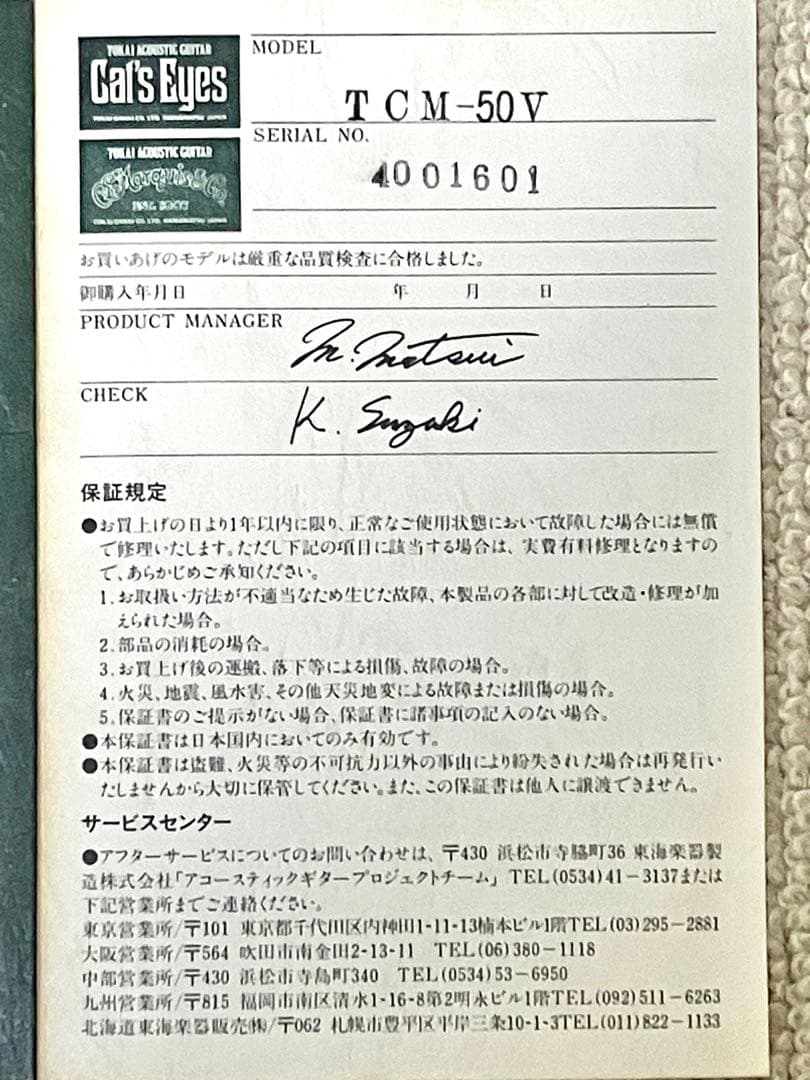 TOKAI ACOUSTIC GUITAR
Cat's Eyes
MODEL
TCM-50V
SERIAL NO.
4001601
TOKAI ACOUSTIC GUITAR
お買いあげのモデルは厳重な品質検査に合格しました。
御購入年月日 年 月 日
PRODUCT MANAGER
M. Matsui
CHECK
K. Suzuki
保証規定
●お買上げの日より1年以内に限り、正常なご使用状態において故障した場合には無償
で修理いたします。ただし下記の項目に該当する場合は、実費有料修理となりますの
で、あらかじめご承知ください。
1. お取扱い方法が不適当なため生じた故障、本製品の各部に対して改造・修理が加
えられた場合。
2. 部品の消耗の場合。
3. お買上げ後の運搬、落下等による損傷、故障の場合。
4. 火災、地震、風水害、その他天災地変による故障または損傷の場合。
5. 保証書のご提示がない場合、保証書に諸事項の記入のない場合。
●本保証書は日本国内においてのみ有効です。
●本保証書は盗難、火災等の不可抗力以外の事由により紛失された場合は再発行い
たしませんから大切に保管してください。また、この保証書は他人に譲渡できません。
サービスセンター
●アフターサービスについてのお問い合わせは、〒430 浜松市寺脇町36 東海楽器製
造株式会社「アコースティックギタープロジェクトチーム」 TEL(0534)41-3137または
下記営業所までご連絡ください。
東京営業所/〒101 東京都千代田区内神田1-11-13楠本ビル1階TEL(03)295-2881
大阪営業所/〒564 吹田市南金田2-13-11 TEL(06)380-1118
中部営業所/〒430 浜松市寺島町340 TEL(0534)53-6950
九州営業所/〒815 福岡市南区清水1-16-8第2明永ビル1階TEL(092)511-6263
北海道東海楽器販売㈱/〒062 札幌市豊平区平岸三条10-1-3TEL(011)822-1133